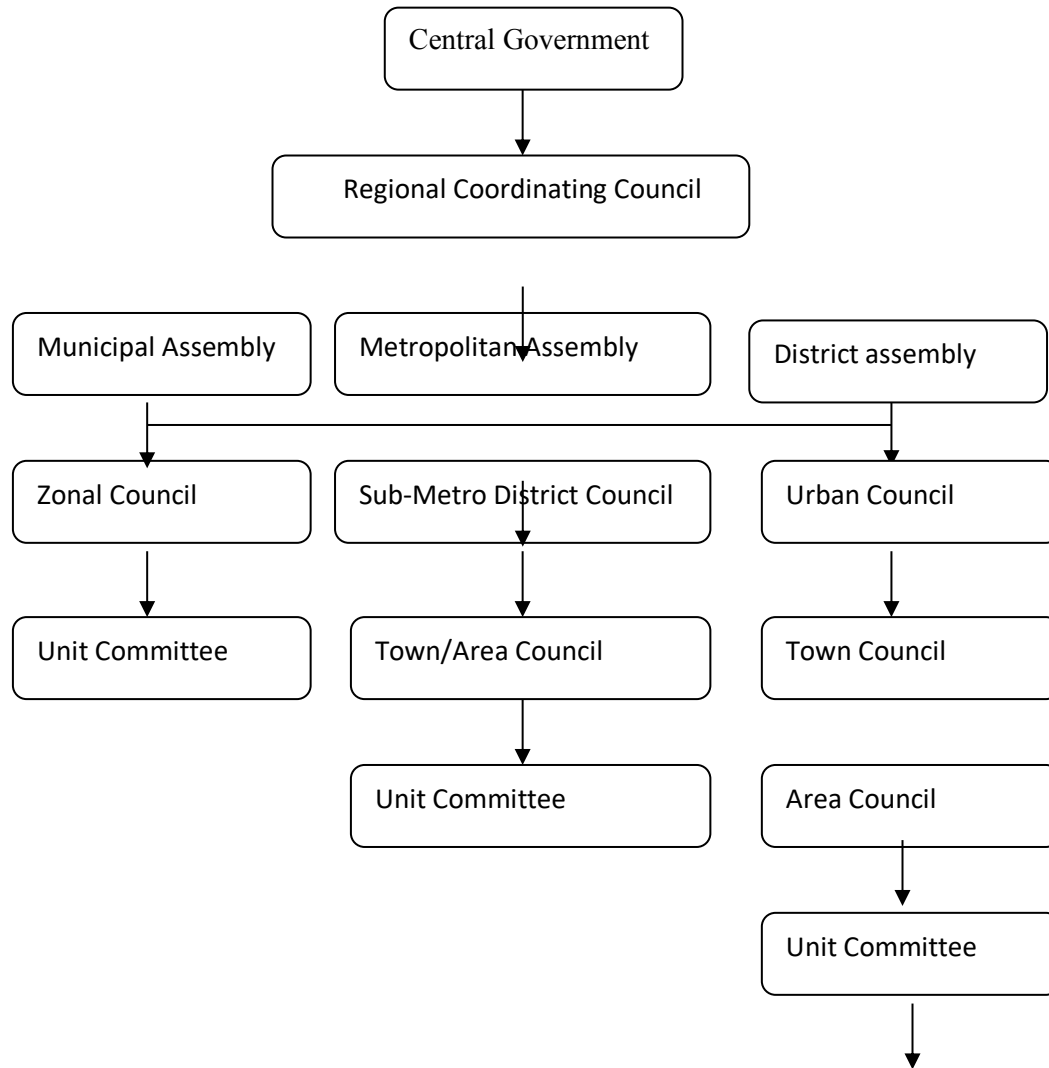 Central Government
Regional Coordinating Council
Municipal Assembly
Metropolitan Assembly
District assembly
Zonal Council
Sub-Metro District Council
Urban Council
Unit Committee
Town/Area Council
Town Council
Unit Committee
Area Council
Unit Committee